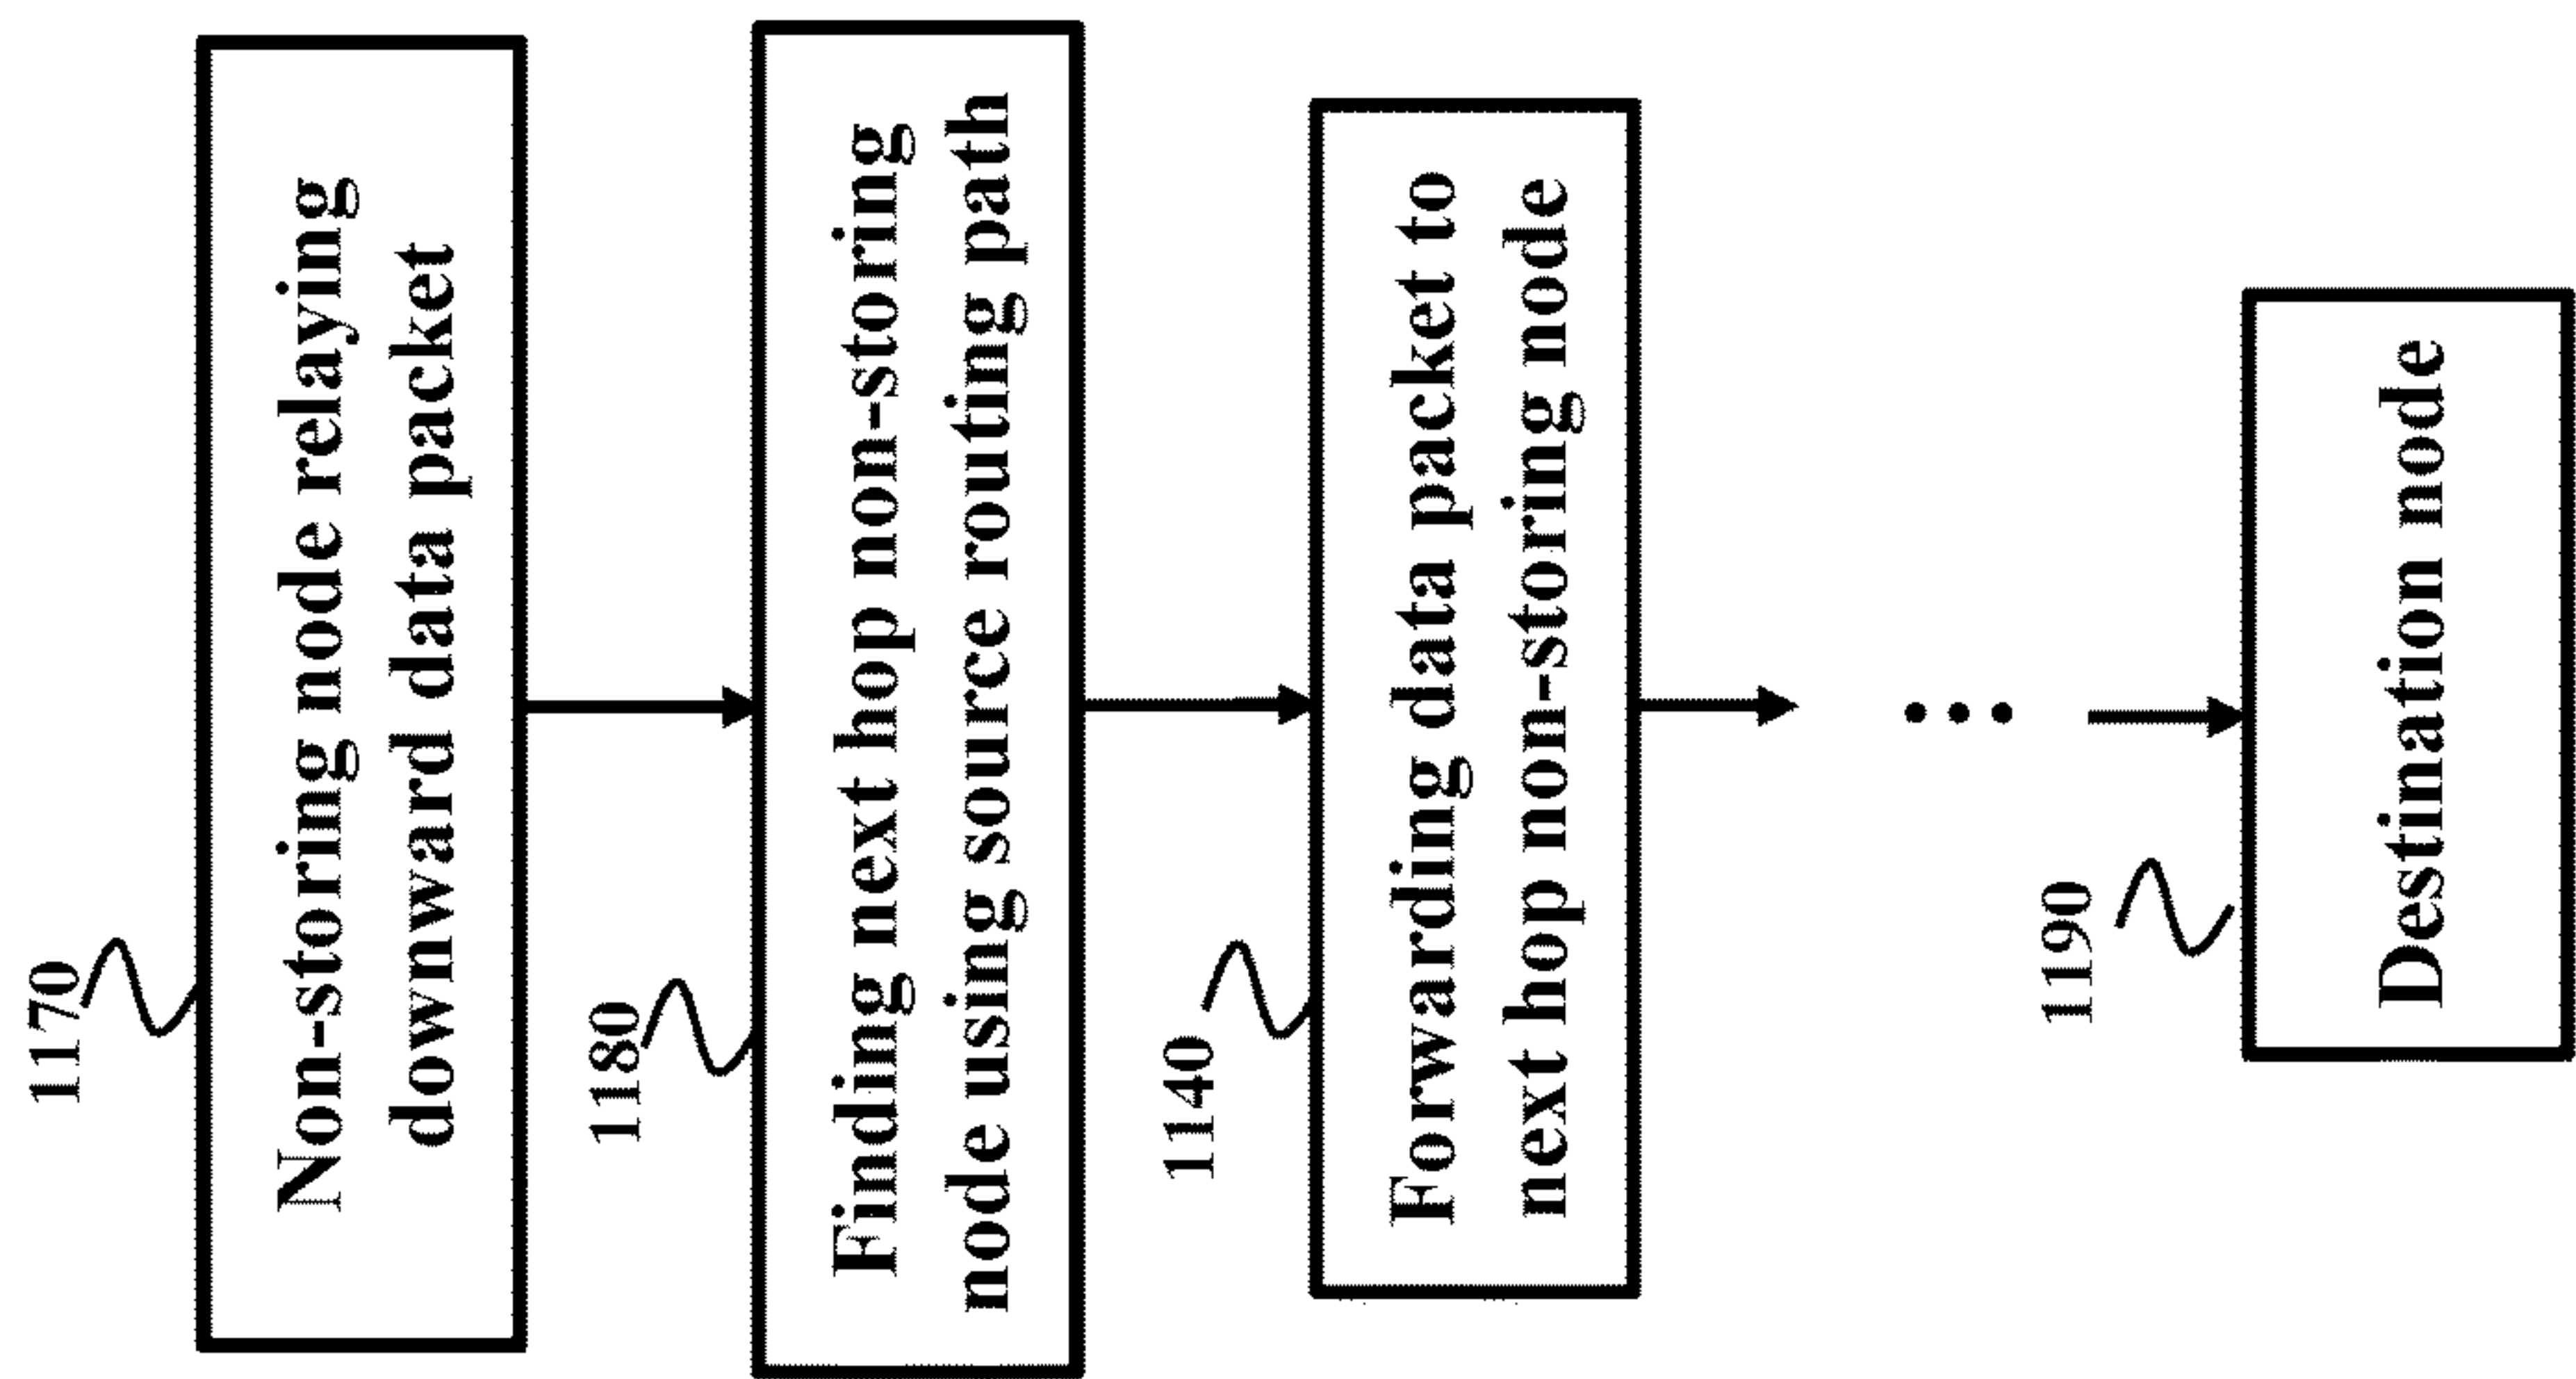 1170
Non-storing node relaying
downward data packet
1180
Finding next hop non-storing
node using source routing path
1140
Forwarding data packet to
next hop non-storing node
• • •
1190
Destination node